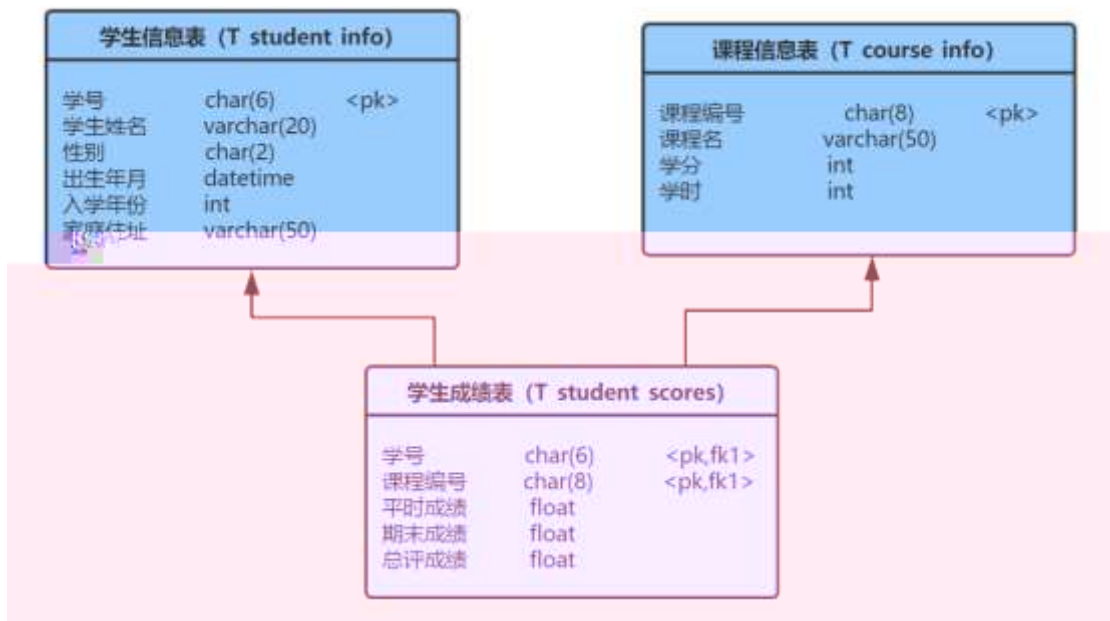 学生信息表（T student info)
学号 char(6) <pk>
学生姓名 varchar(20)
性别 char(2)
出生年月 datetime
入学年份 int
家庭住址 varchar(50)
课程信息表（T course info)
课程编号 char(8) <pk>
课程名 varchar(50)
学分 int
学时 int
学生成绩表（T student scores)
学号 char(6) <pk,fk1>
课程编号 char(8) <pk,fk1>
平时成绩 float
期末成绩 float
总评成绩 float